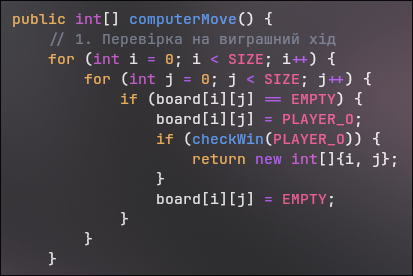 public int[] computerMove() {
    // 1. Перевірка на виграшний хід
    for (int i = 0; i < SIZE; i++) {
        for (int j = 0; j < SIZE; j++) {
            if (board[i][j] == EMPTY) {
                board[i][j] = PLAYER_O;
                if (checkWin(PLAYER_O)) {
                    return new int[]{i, j};
                }
                board[i][j] = EMPTY;
            }
        }
    }